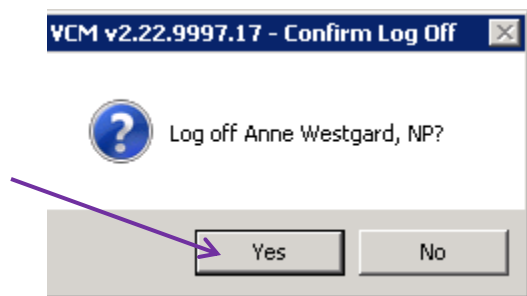 VCM v2.22.9997.17 - Confirm Log Off
Log off Anne Westgard, NP?
Yes No